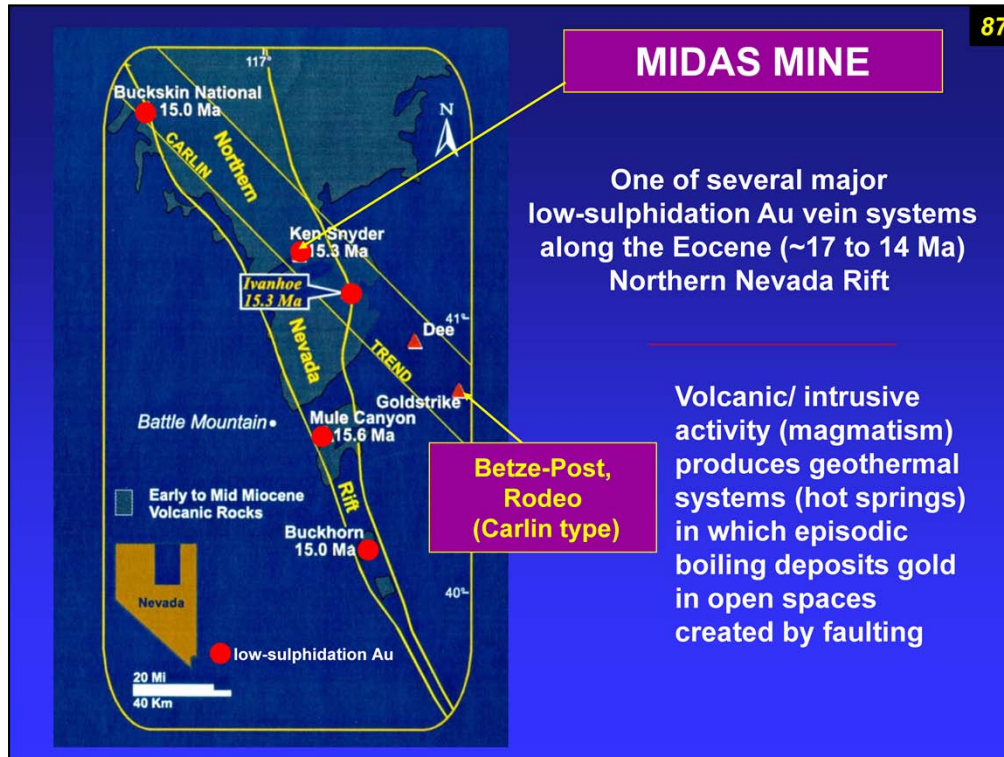 87
MIDAS MINE
One of several major
low-sulphidation Au vein systems
along the Eocene (~17 to 14 Ma)
Northern Nevada Rift
Volcanic/ intrusive
activity (magmatism)
produces geothermal
systems (hot springs)
in which episodic
boiling deposits gold
in open spaces
created by faulting
117°
Buckskin National
15.0 Ma
N
CARLIN
Northern
Ken Snyder
15.3 Ma
Ivanhoe
15.3 Ma
41°
Dee
Nevada
TREND
Goldstrike
Battle Mountain
Mule Canyon
15.6 Ma
Betze-Post,
Rodeo
(Carlin type)
Early to Mid Miocene
Volcanic Rocks
Rift
Buckhorn
15.0 Ma
40°
Nevada
low-sulphidation Au
20 Mi
40 Km